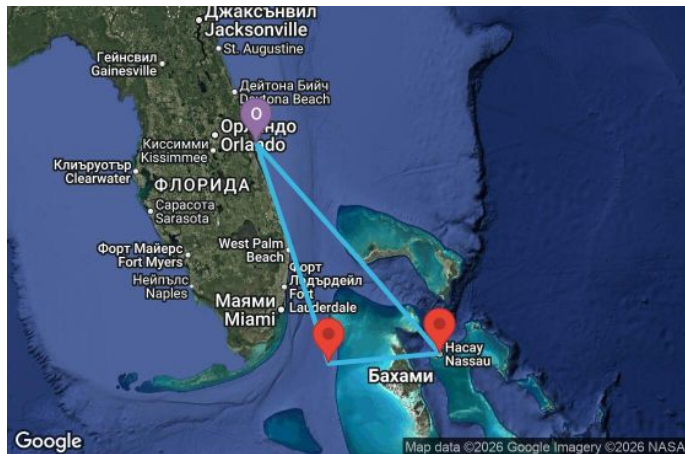 Джаксънвил
Jacksonville
St. Augustine
Гейнсвил
Gainesville
Дейтона Бийч
Daytona Beach
O
Орландо
Orlando
Киссимми
Kissimmee
Клиъруотър
Clearwater
ФЛОРИДА
Сарасота
Sarasota
Форт Майерс
Fort Myers
West Palm
Beach
Нейпълс
Naples
Форт
Лодърдейл
Fort
Lauderdale
Маями
Miami
Насау
Nassau
Бахами
Google
Map data ©2026 Google Imagery ©2026 NASA